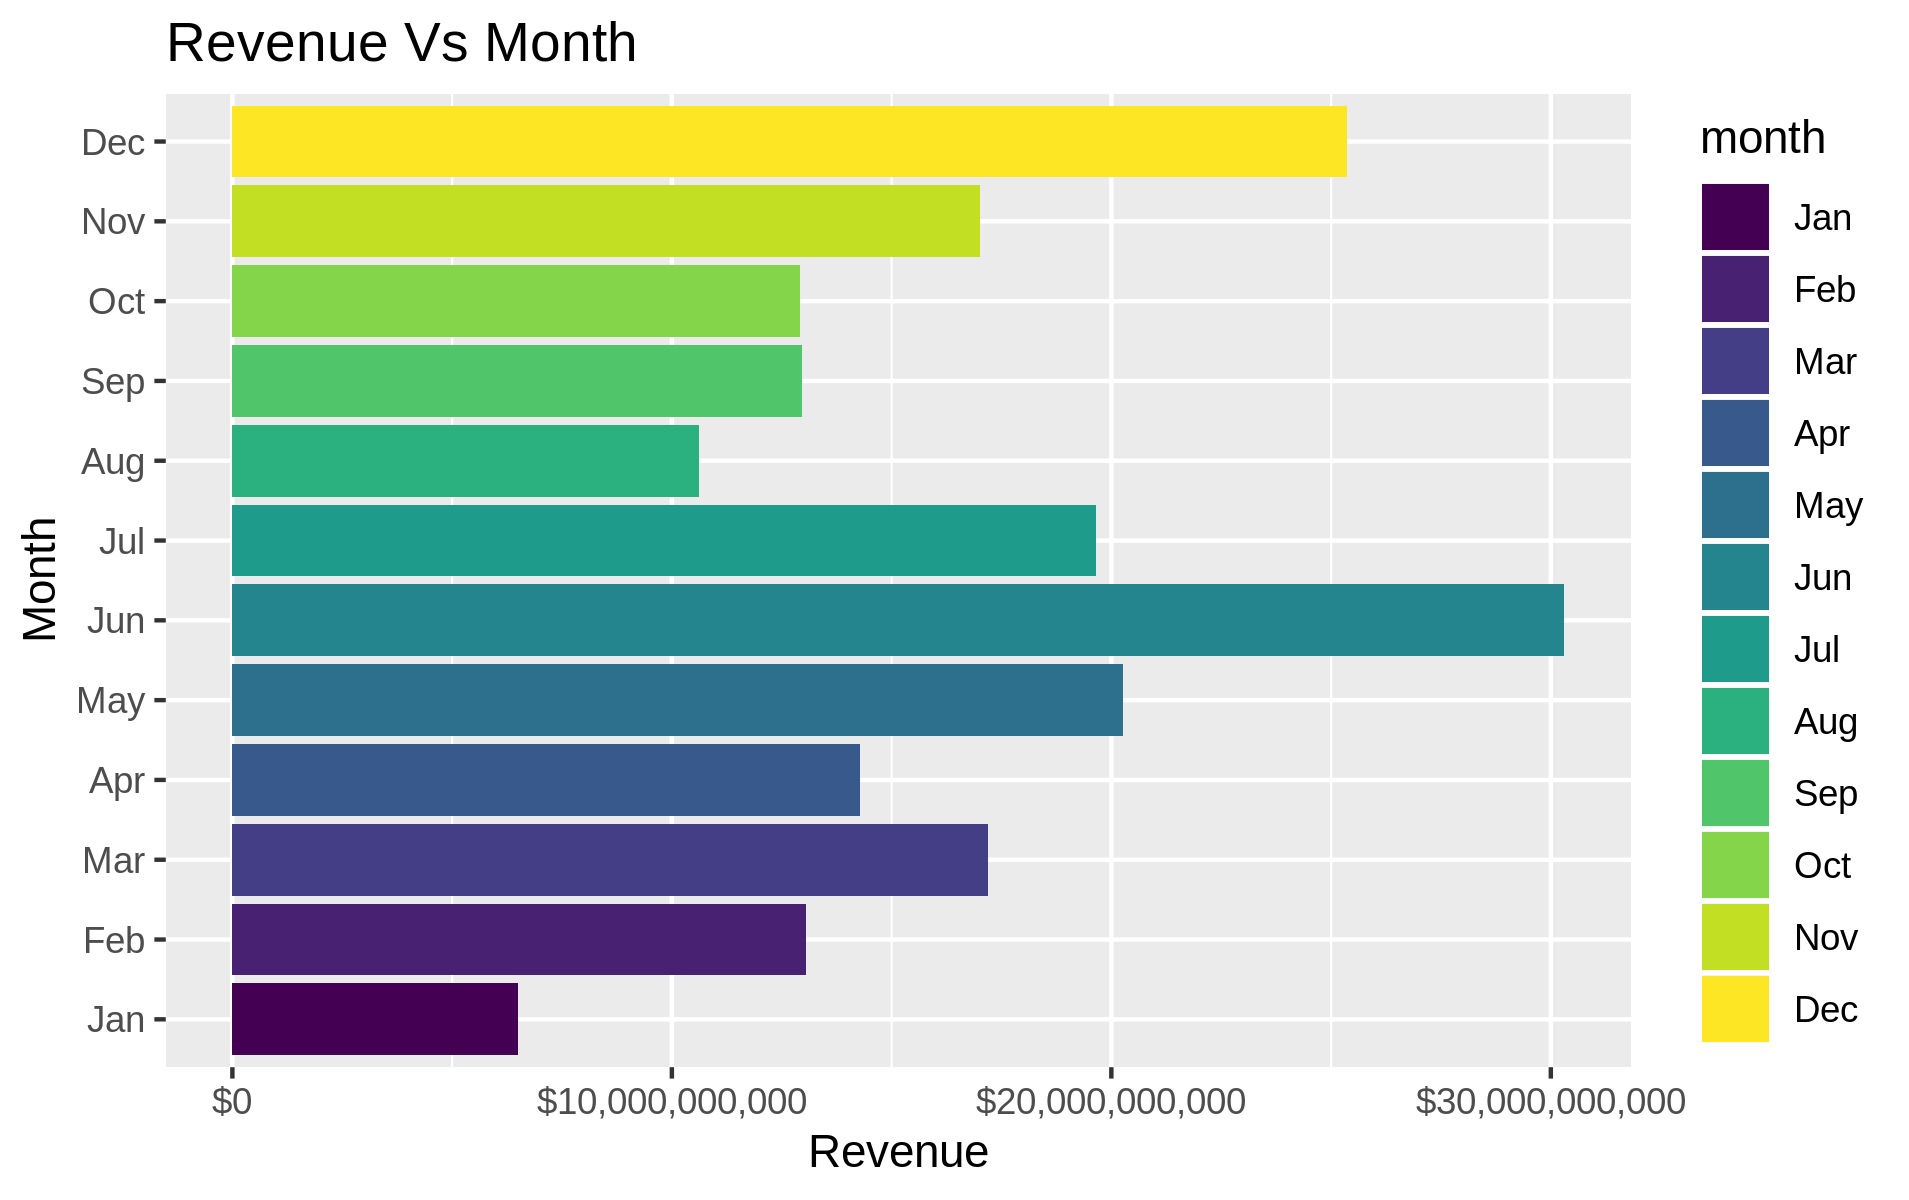 Revenue Vs Month
Month
Dec
Nov
Oct
Sep
Aug
Jul
Jun
May
Apr
Mar
Feb
Jan
$0 $10,000,000,000 $20,000,000,000 $30,000,000,000
Revenue
month
Jan
Feb
Mar
Apr
May
Jun
Jul
Aug
Sep
Oct
Nov
Dec